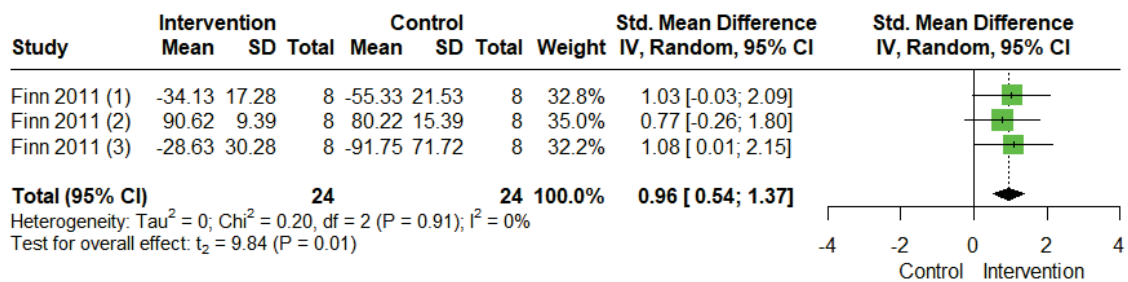 Intervention Control Std. Mean Difference Std. Mean Difference
Study Mean SD Total Mean SD Total Weight IV, Random, 95% CI IV, Random, 95% CI
Finn 2011 (1) -34.13 17.28 8 -55.33 21.53 8 32.8% 1.03 [-0.03; 2.09]
Finn 2011 (2) 90.62 9.39 8 80.22 15.39 8 35.0% 0.77 [-0.26; 1.80]
Finn 2011 (3) -28.63 30.28 8 -91.75 71.72 8 32.2% 1.08 [ 0.01; 2.15]
Total (95% CI) 24 24 100.0% 0.96 [ 0.54; 1.37]
Heterogeneity: Tau² = 0; Chi² = 0.20, df = 2 (P = 0.91); I² = 0%
Test for overall effect: t₂ = 9.84 (P = 0.01)
-4 -2 0 2 4
Control Intervention